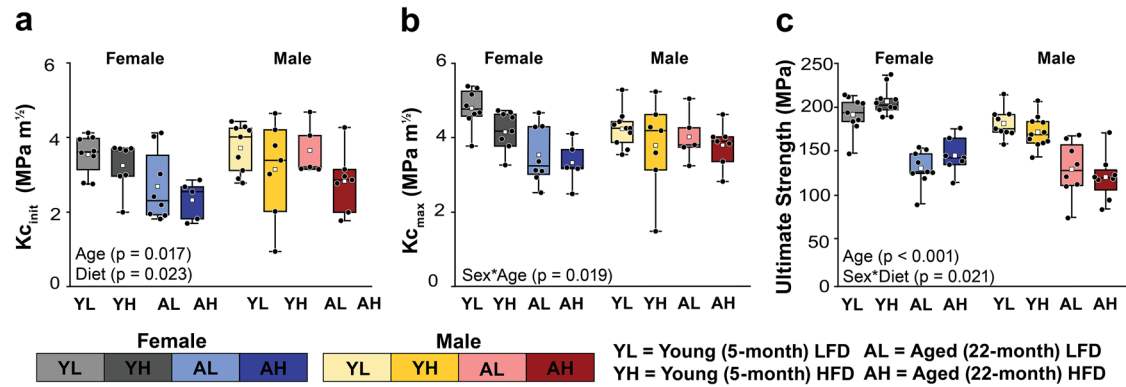 a
Female Male
Kc_init (MPa m^½)
6
4
2
0
Age (p = 0.017)
Diet (p = 0.023)
YL YH AL AH YL YH AL AH
b
Female Male
Kc_max (MPa m^½)
6
4
2
0
Sex*Age (p = 0.019)
YL YH AL AH YL YH AL AH
c
Female Male
Ultimate Strength (MPa)
250
200
150
100
50
0
Age (p < 0.001)
Sex*Diet (p = 0.021)
YL YH AL AH YL YH AL AH
Female Male
YL YH AL AH YL YH AL AH
YL = Young (5-month) LFD AL = Aged (22-month) LFD
YH = Young (5-month) HFD AH = Aged (22-month) HFD